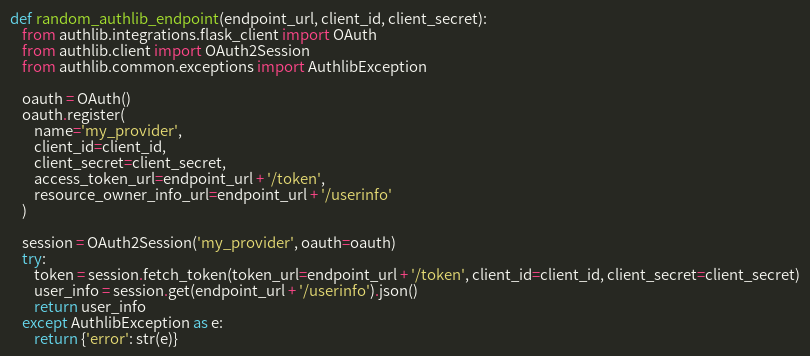 def random_authlib_endpoint(endpoint_url, client_id, client_secret):
    from authlib.integrations.flask_client import OAuth
    from authlib.client import OAuth2Session
    from authlib.common.exceptions import AuthlibException

    oauth = OAuth()
    oauth.register(
        name='my_provider',
        client_id=client_id,
        client_secret=client_secret,
        access_token_url=endpoint_url + '/token',
        resource_owner_info_url=endpoint_url + '/userinfo'
    )

    session = OAuth2Session('my_provider', oauth=oauth)
    try:
        token = session.fetch_token(token_url=endpoint_url + '/token', client_id=client_id, client_secret=client_secret)
        user_info = session.get(endpoint_url + '/userinfo').json()
        return user_info
    except AuthlibException as e:
        return {'error': str(e)}